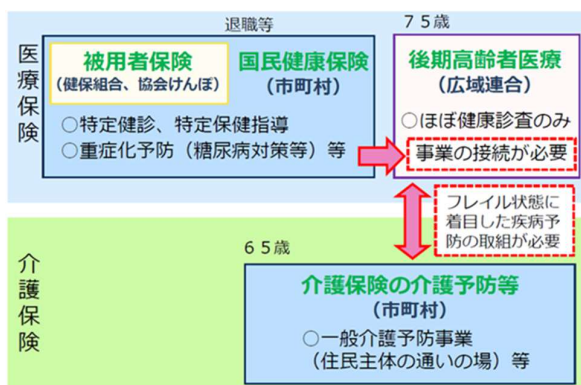 退職等
75歳
医療保険
被用者保険
(健保組合、協会けんぽ)
国民健康保険
(市町村)
○特定健診、特定保健指導
○重症化予防（糖尿病対策等）等
後期高齢者医療
(広域連合)
○ほぼ健康診査のみ
事業の接続が必要
フレイル状態に
着目した疾病予
防の取組が必要
65歳
介護保険
介護保険の介護予防等
(市町村)
○一般介護予防事業
（住民主体の通いの場）等